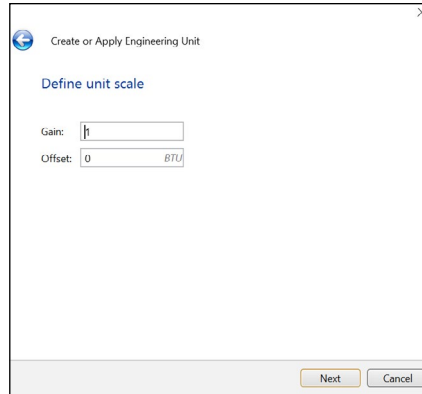 Create or Apply Engineering Unit
Define unit scale
Gain: 1
Offset: 0 BTU
Next Cancel